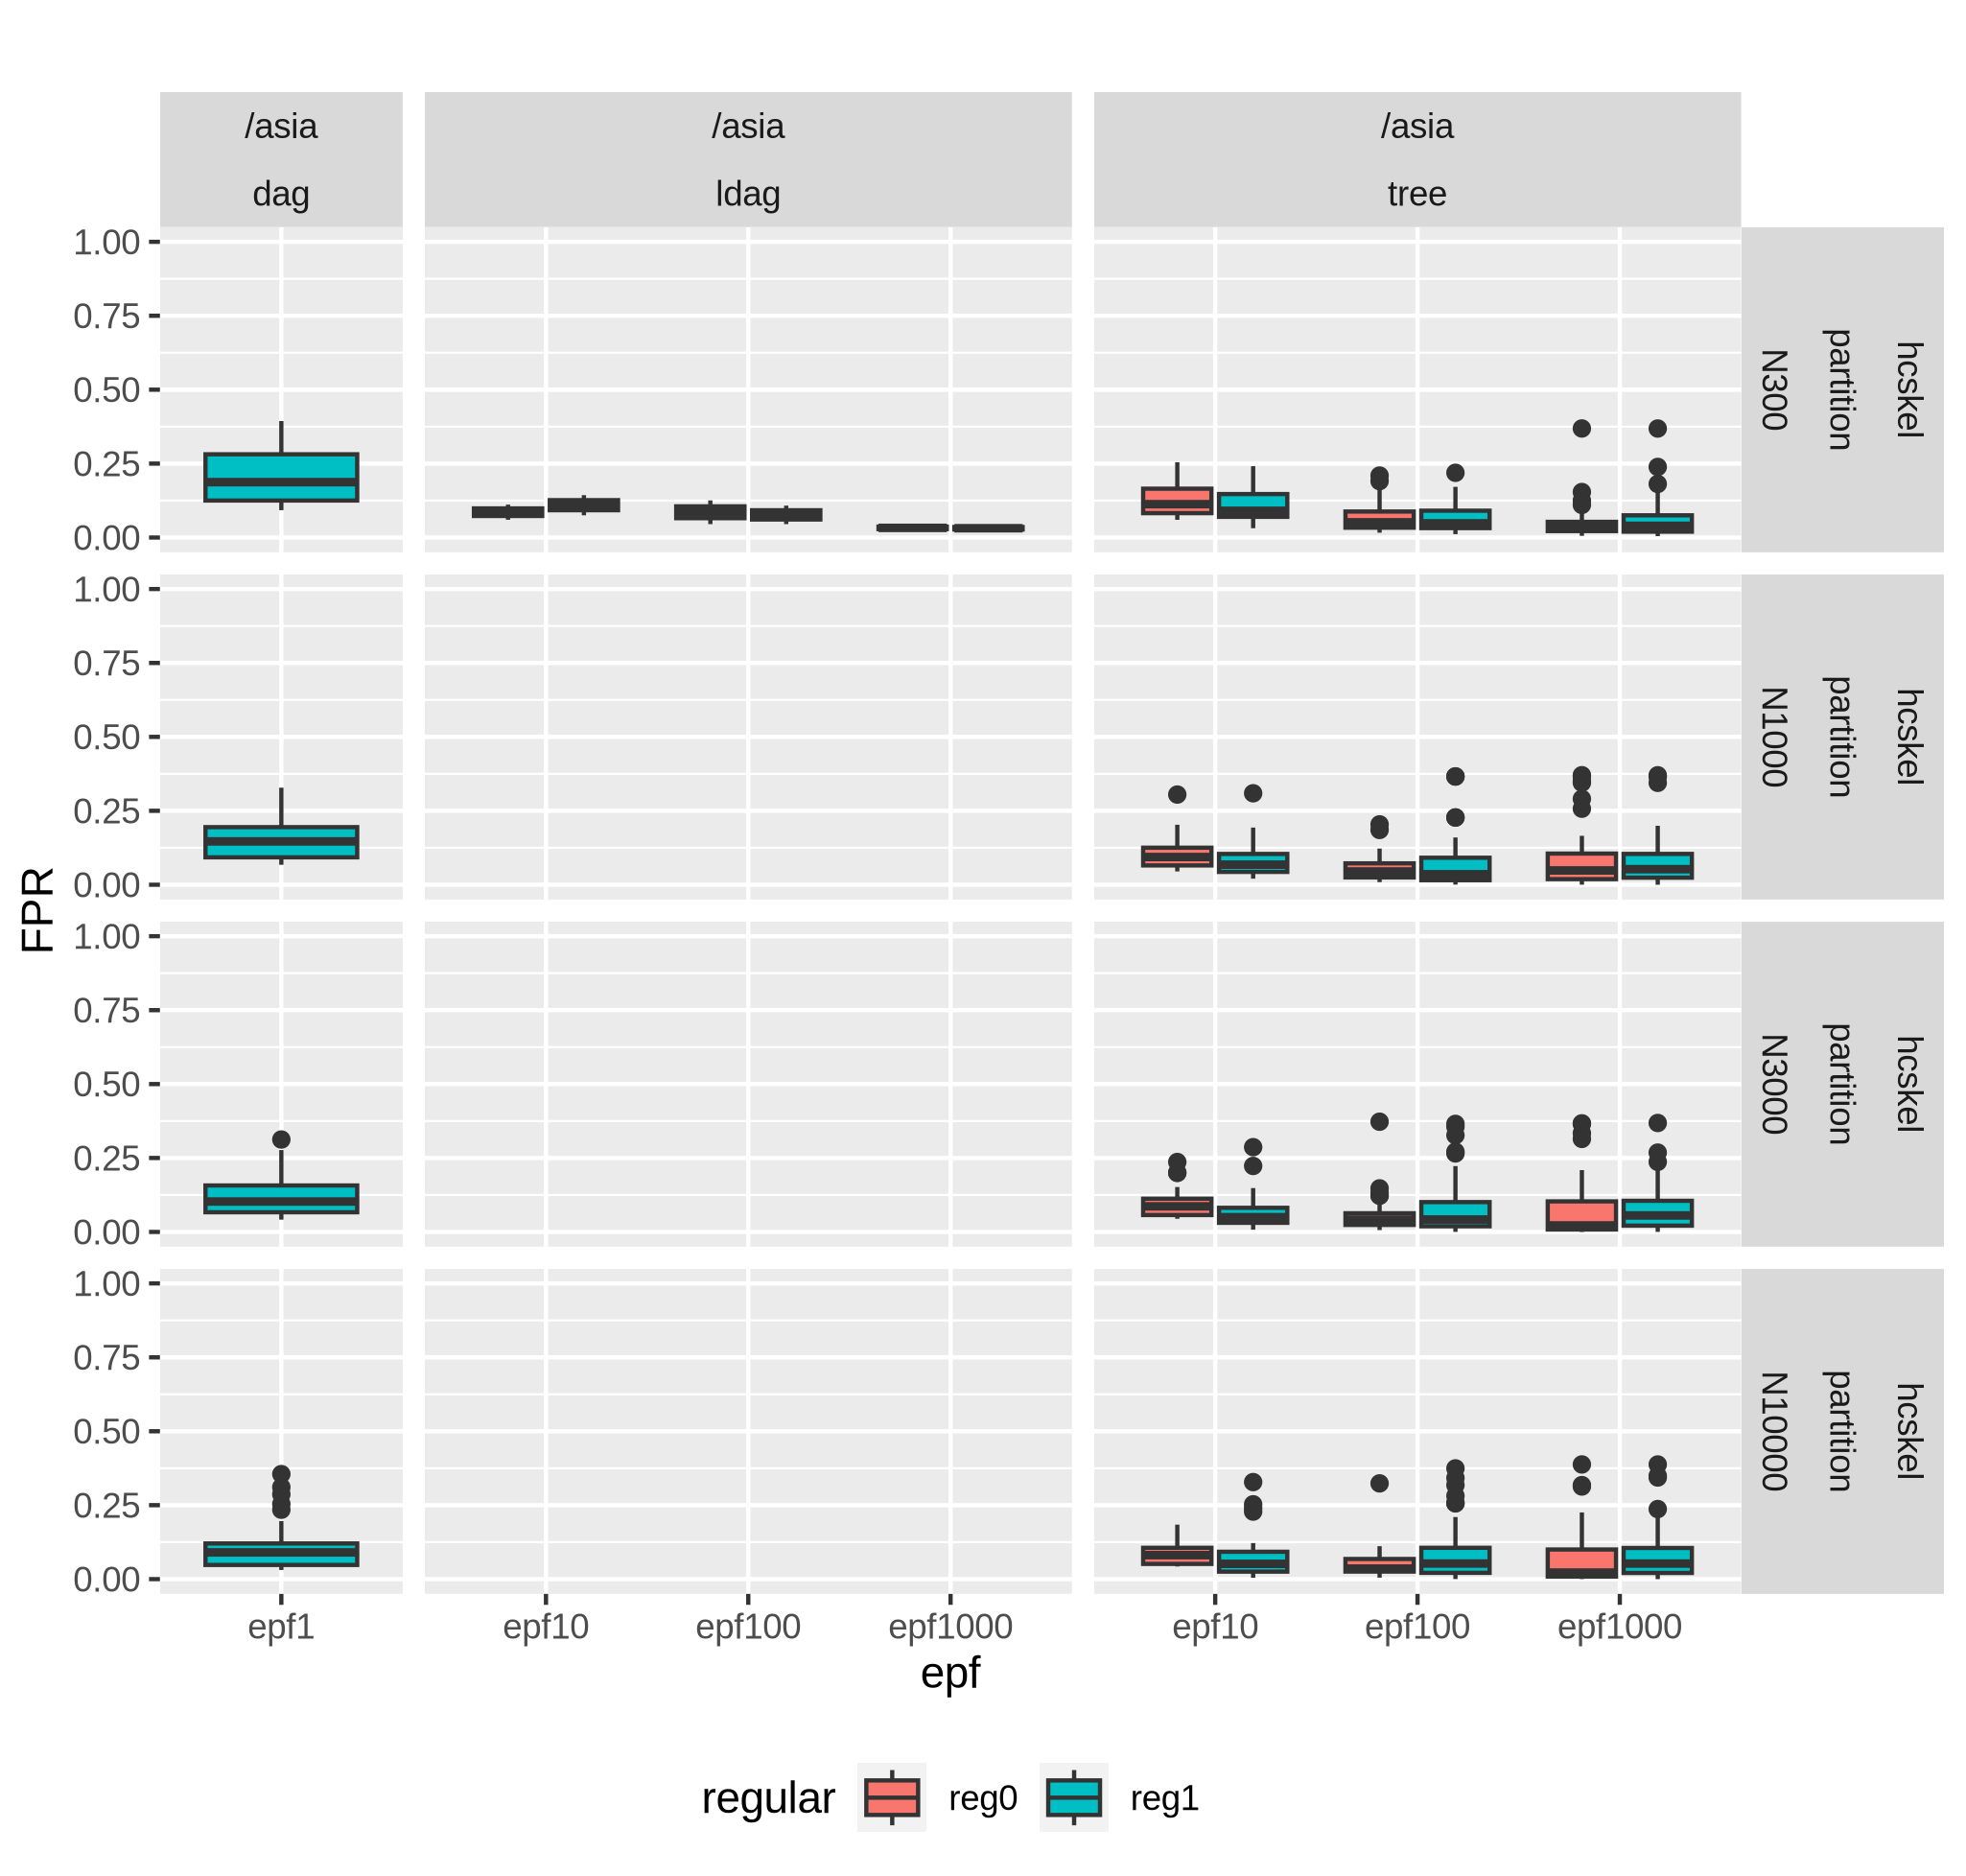 /asia
dag
/asia
ldag
/asia
tree
1.00
0.75
0.50
0.25
0.00
N300
partition
hcskel
1.00
0.75
0.50
0.25
0.00
N1000
partition
hcskel
1.00
0.75
0.50
0.25
0.00
N3000
partition
hcskel
1.00
0.75
0.50
0.25
0.00
N10000
partition
hcskel
FPR
epf1
epf10 epf100 epf1000
epf10 epf100 epf1000
epf
regular reg0 reg1